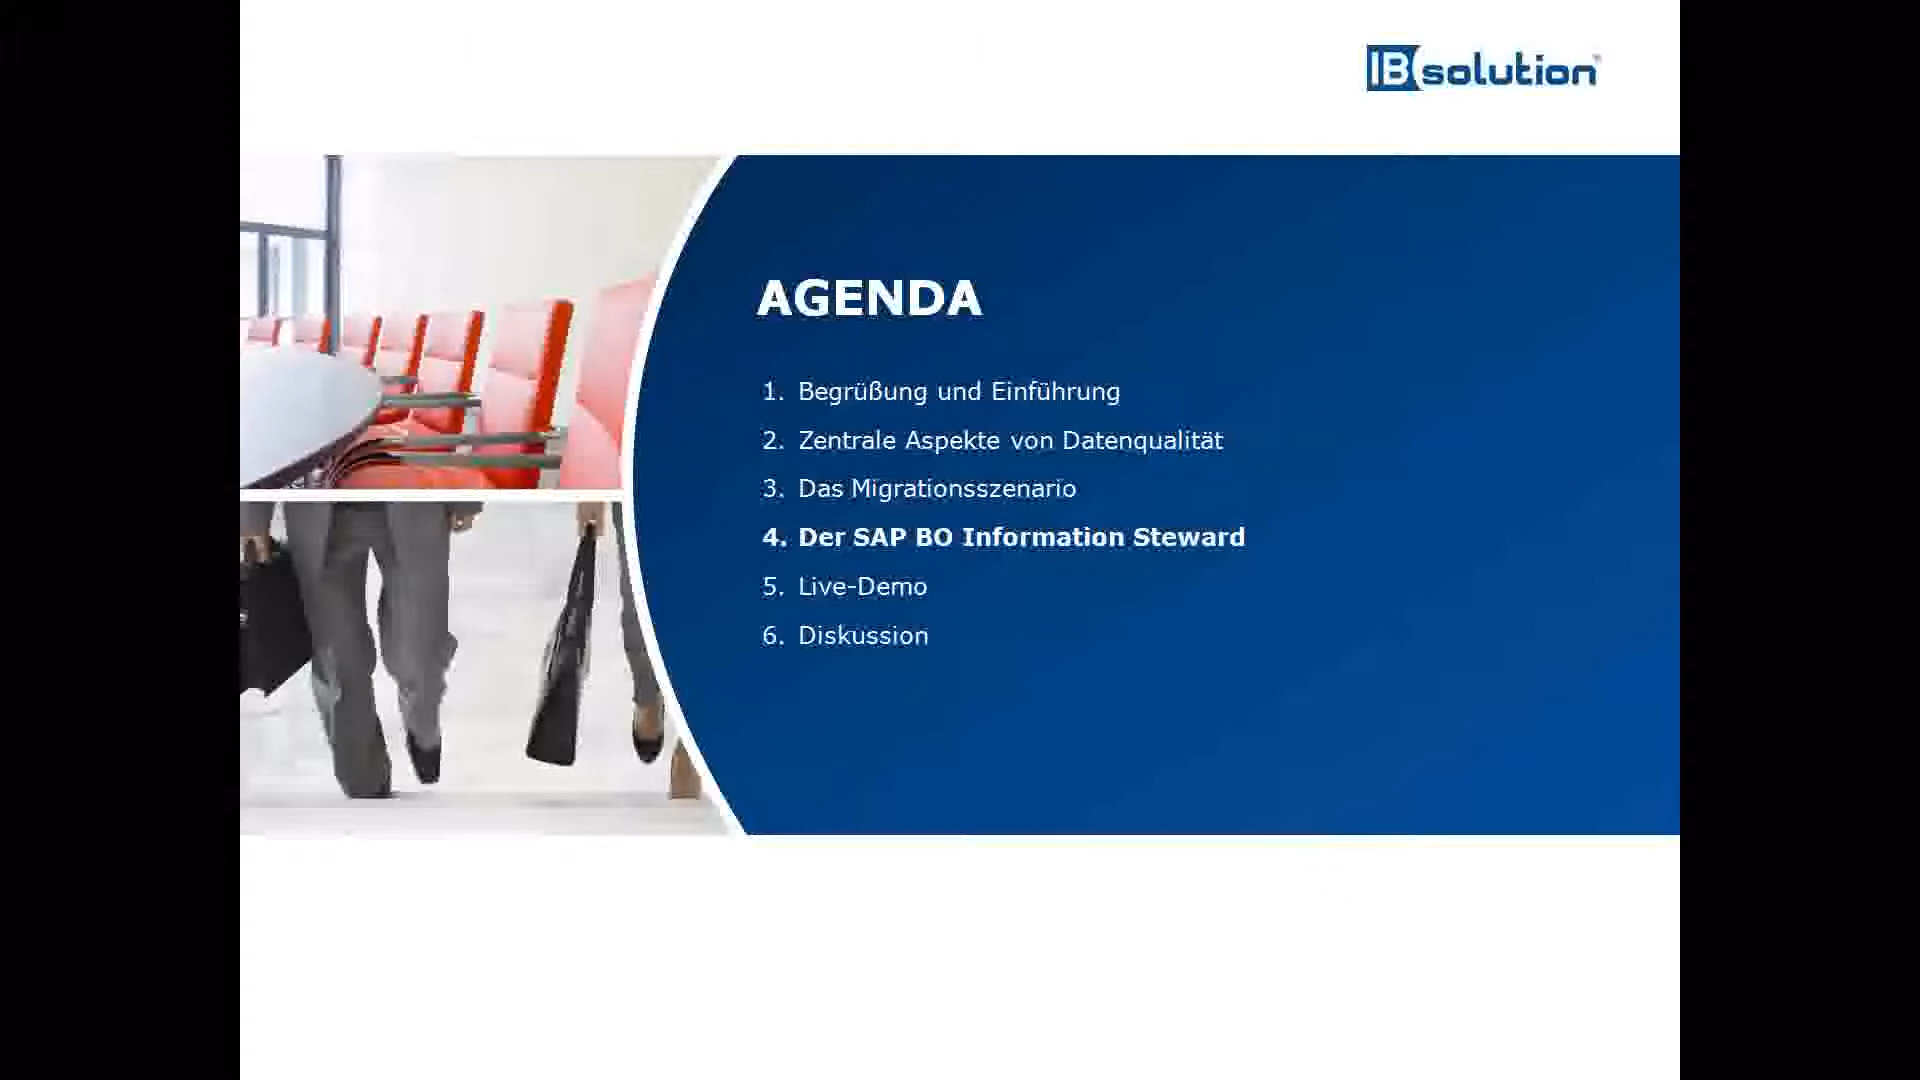 IBsolution
AGENDA
1. Begrüßung und Einführung
2. Zentrale Aspekte von Datenqualität
3. Das Migrationsszenario
4. Der SAP BO Information Steward
5. Live-Demo
6. Diskussion